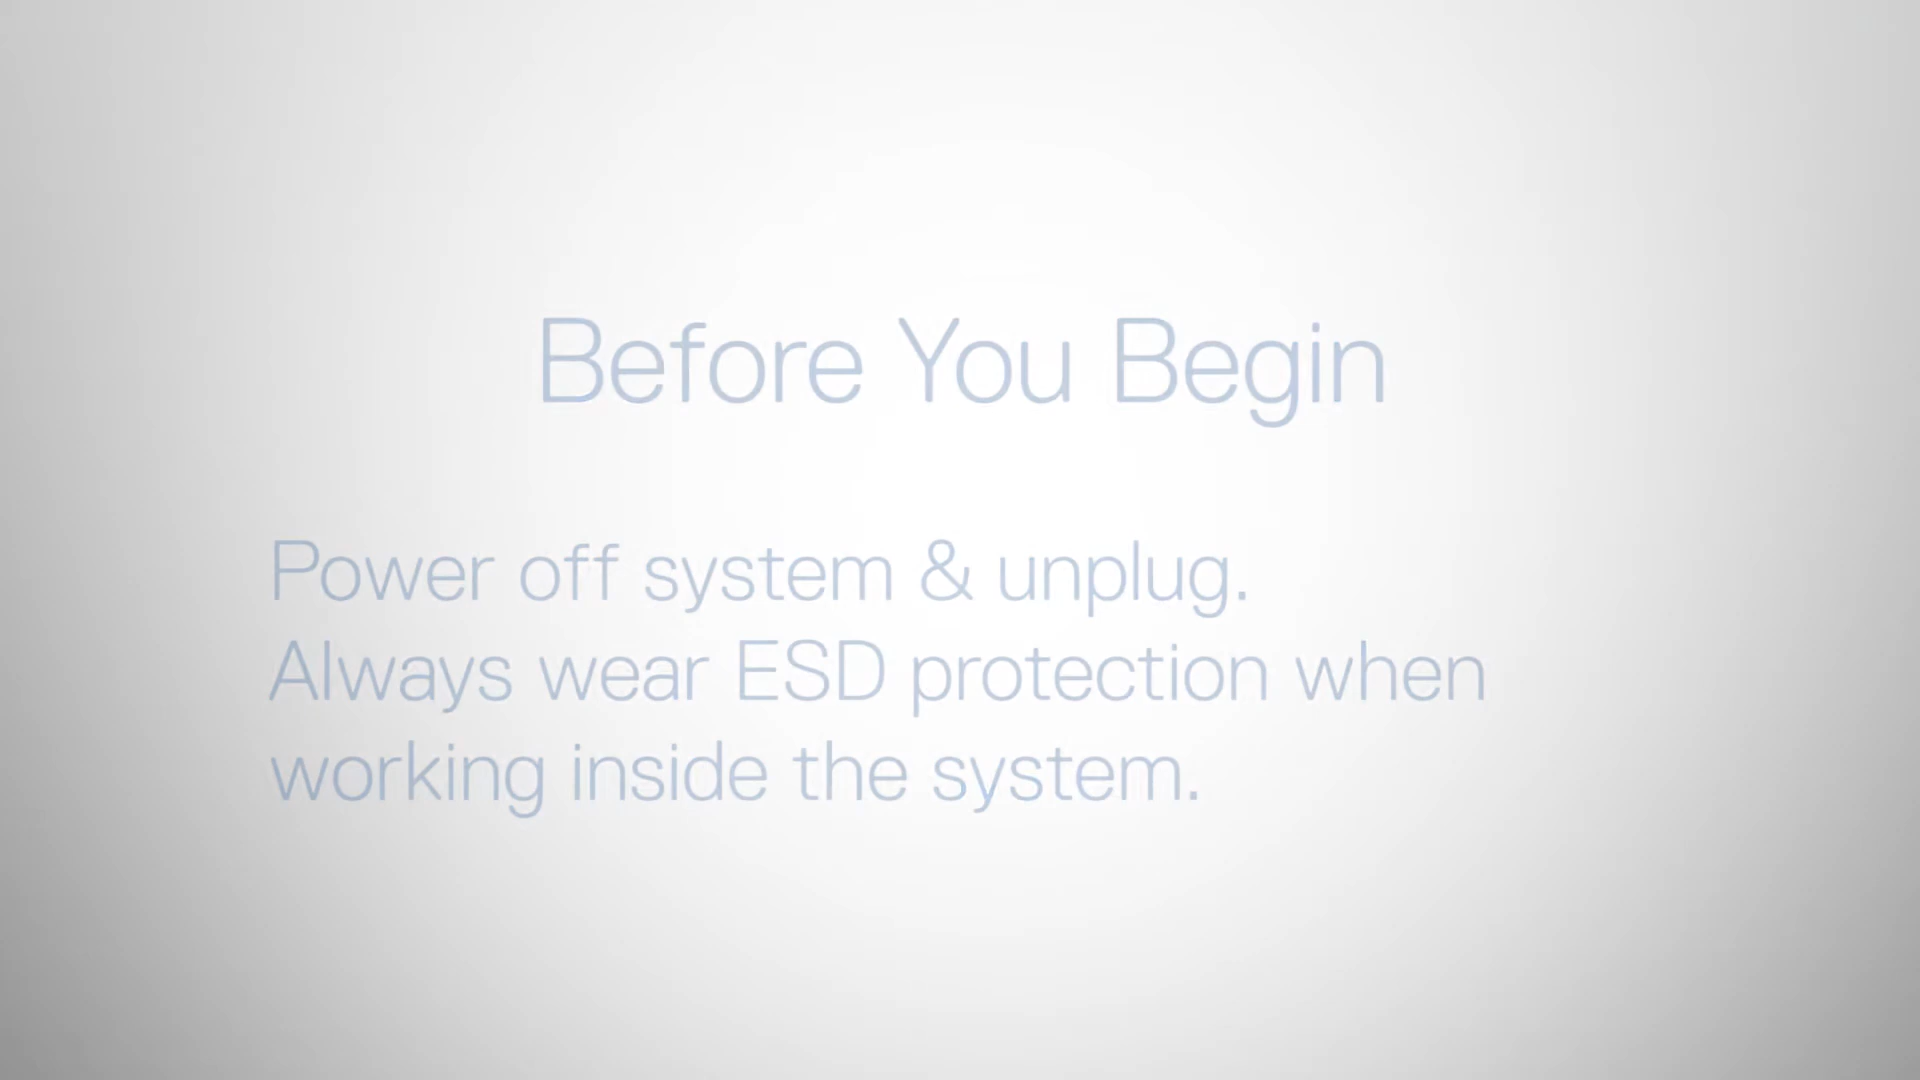 Before You Begin
Power off system & unplug.
Always wear ESD protection when
working inside the system.